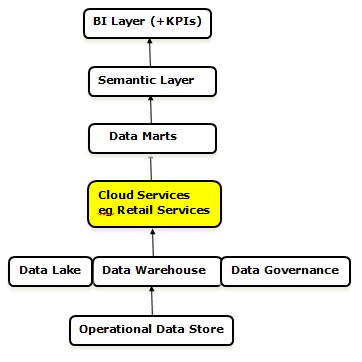 BI Layer (+KPIs)
Semantic Layer
Data Marts
Cloud Services
eg Retail Services
Data Lake
Data Warehouse
Data Governance
Operational Data Store